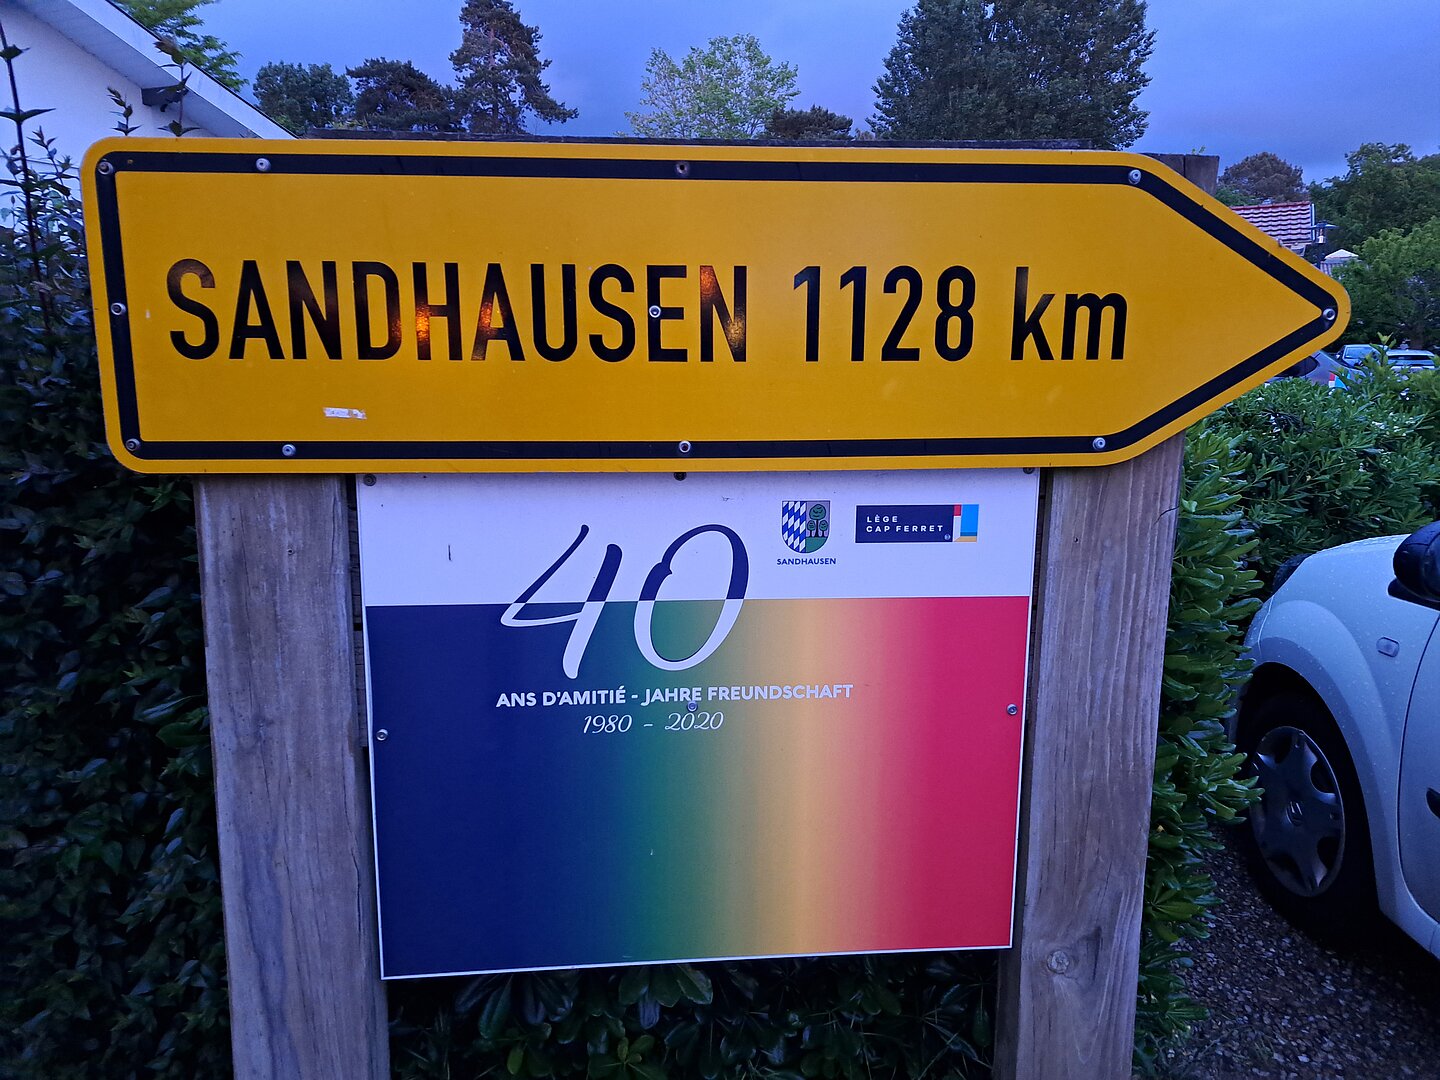 SANDHAUSEN 1128 km
40
SANDHAUSEN
LÈGE
CAP FERRET
ANS D'AMITIÉ - JAHRE FREUNDSCHAFT
1980 - 2020